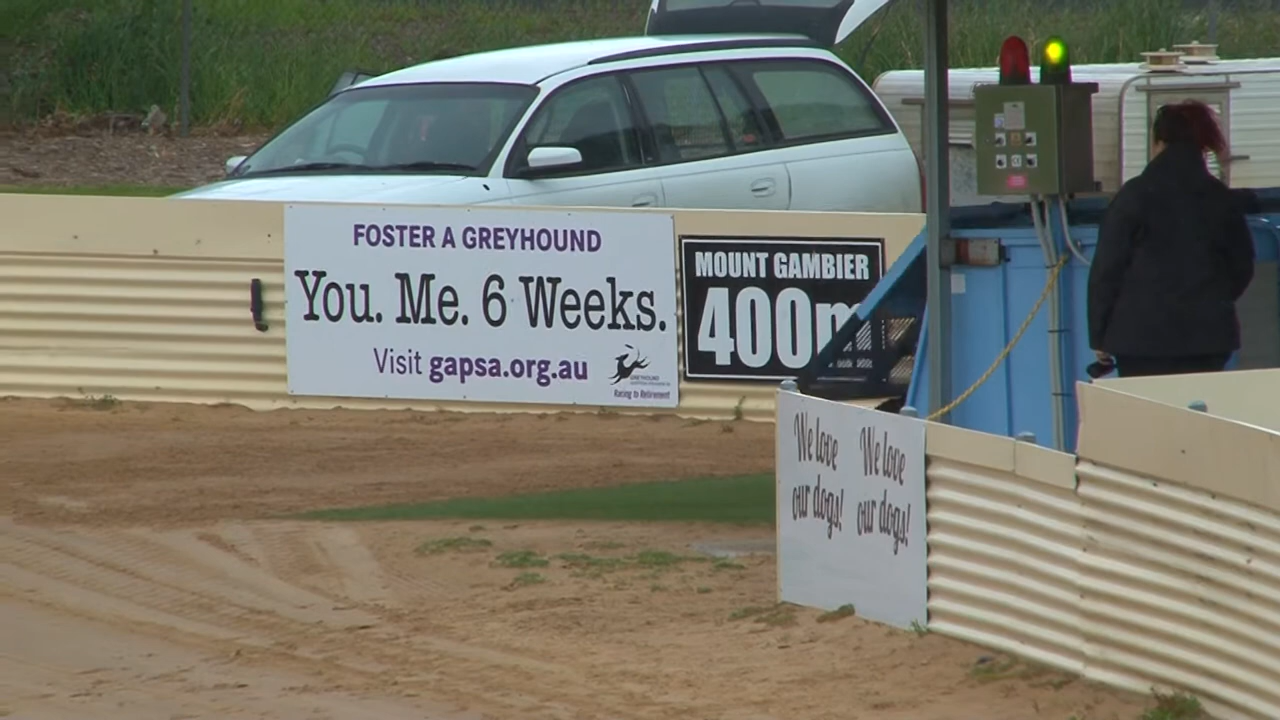 FOSTER A GREYHOUND
You. Me. 6 Weeks.
Visit gapsa.org.au
GREYHOUND
Racing to Retirement
MOUNT GAMBIER
400m
We love
our dogs!
We love
our dogs!